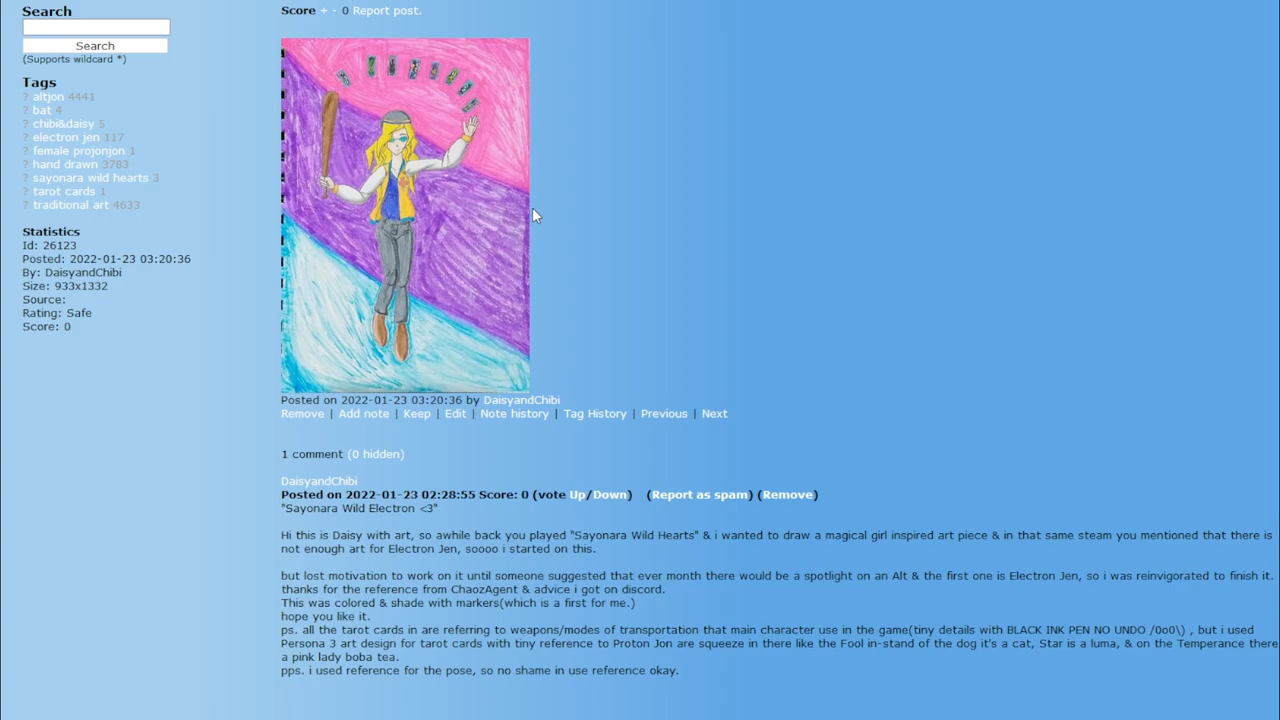 Search
Search
(Supports wildcard *)
Tags
? altjon 4441
? bat 4
? chibi&daisy 5
? electron jen 117
? female projonjon 1
? hand drawn 3783
? sayonara wild hearts 3
? tarot cards 1
? traditional art 4633
Statistics
Id: 26123
Posted: 2022-01-23 03:20:36
By: DaisyandChibi
Size: 933x1332
Source:
Rating: Safe
Score: 0
Score + - 0 Report post.
Posted on 2022-01-23 03:20:36 by DaisyandChibi
Remove | Add note | Keep | Edit | Note history | Tag History | Previous | Next
1 comment (0 hidden)
DaisyandChibi
Posted on 2022-01-23 02:28:55 Score: 0 (vote Up/Down) (Report as spam) (Remove)
"Sayonara Wild Electron <3"
Hi this is Daisy with art, so awhile back you played "Sayonara Wild Hearts" & i wanted to draw a magical girl inspired art piece & in that same steam you mentioned that there is
not enough art for Electron Jen, soooo i started on this.
but lost motivation to work on it until someone suggested that ever month there would be a spotlight on an Alt & the first one is Electron Jen, so i was reinvigorated to finish it.
thanks for the reference from ChaozAgent & advice i got on discord.
This was colored & shade with markers(which is a first for me.)
hope you like it.
ps. all the tarot cards in are referring to weapons/modes of transportation that main character use in the game(tiny details with BLACK INK PEN NO UNDO /0o0\) , but i used
Persona 3 art design for tarot cards with tiny reference to Proton Jon are squeeze in there like the Fool in-stand of the dog it's a cat, Star is a luma, & on the Temperance there
a pink lady boba tea.
pps. i used reference for the pose, so no shame in use reference okay.